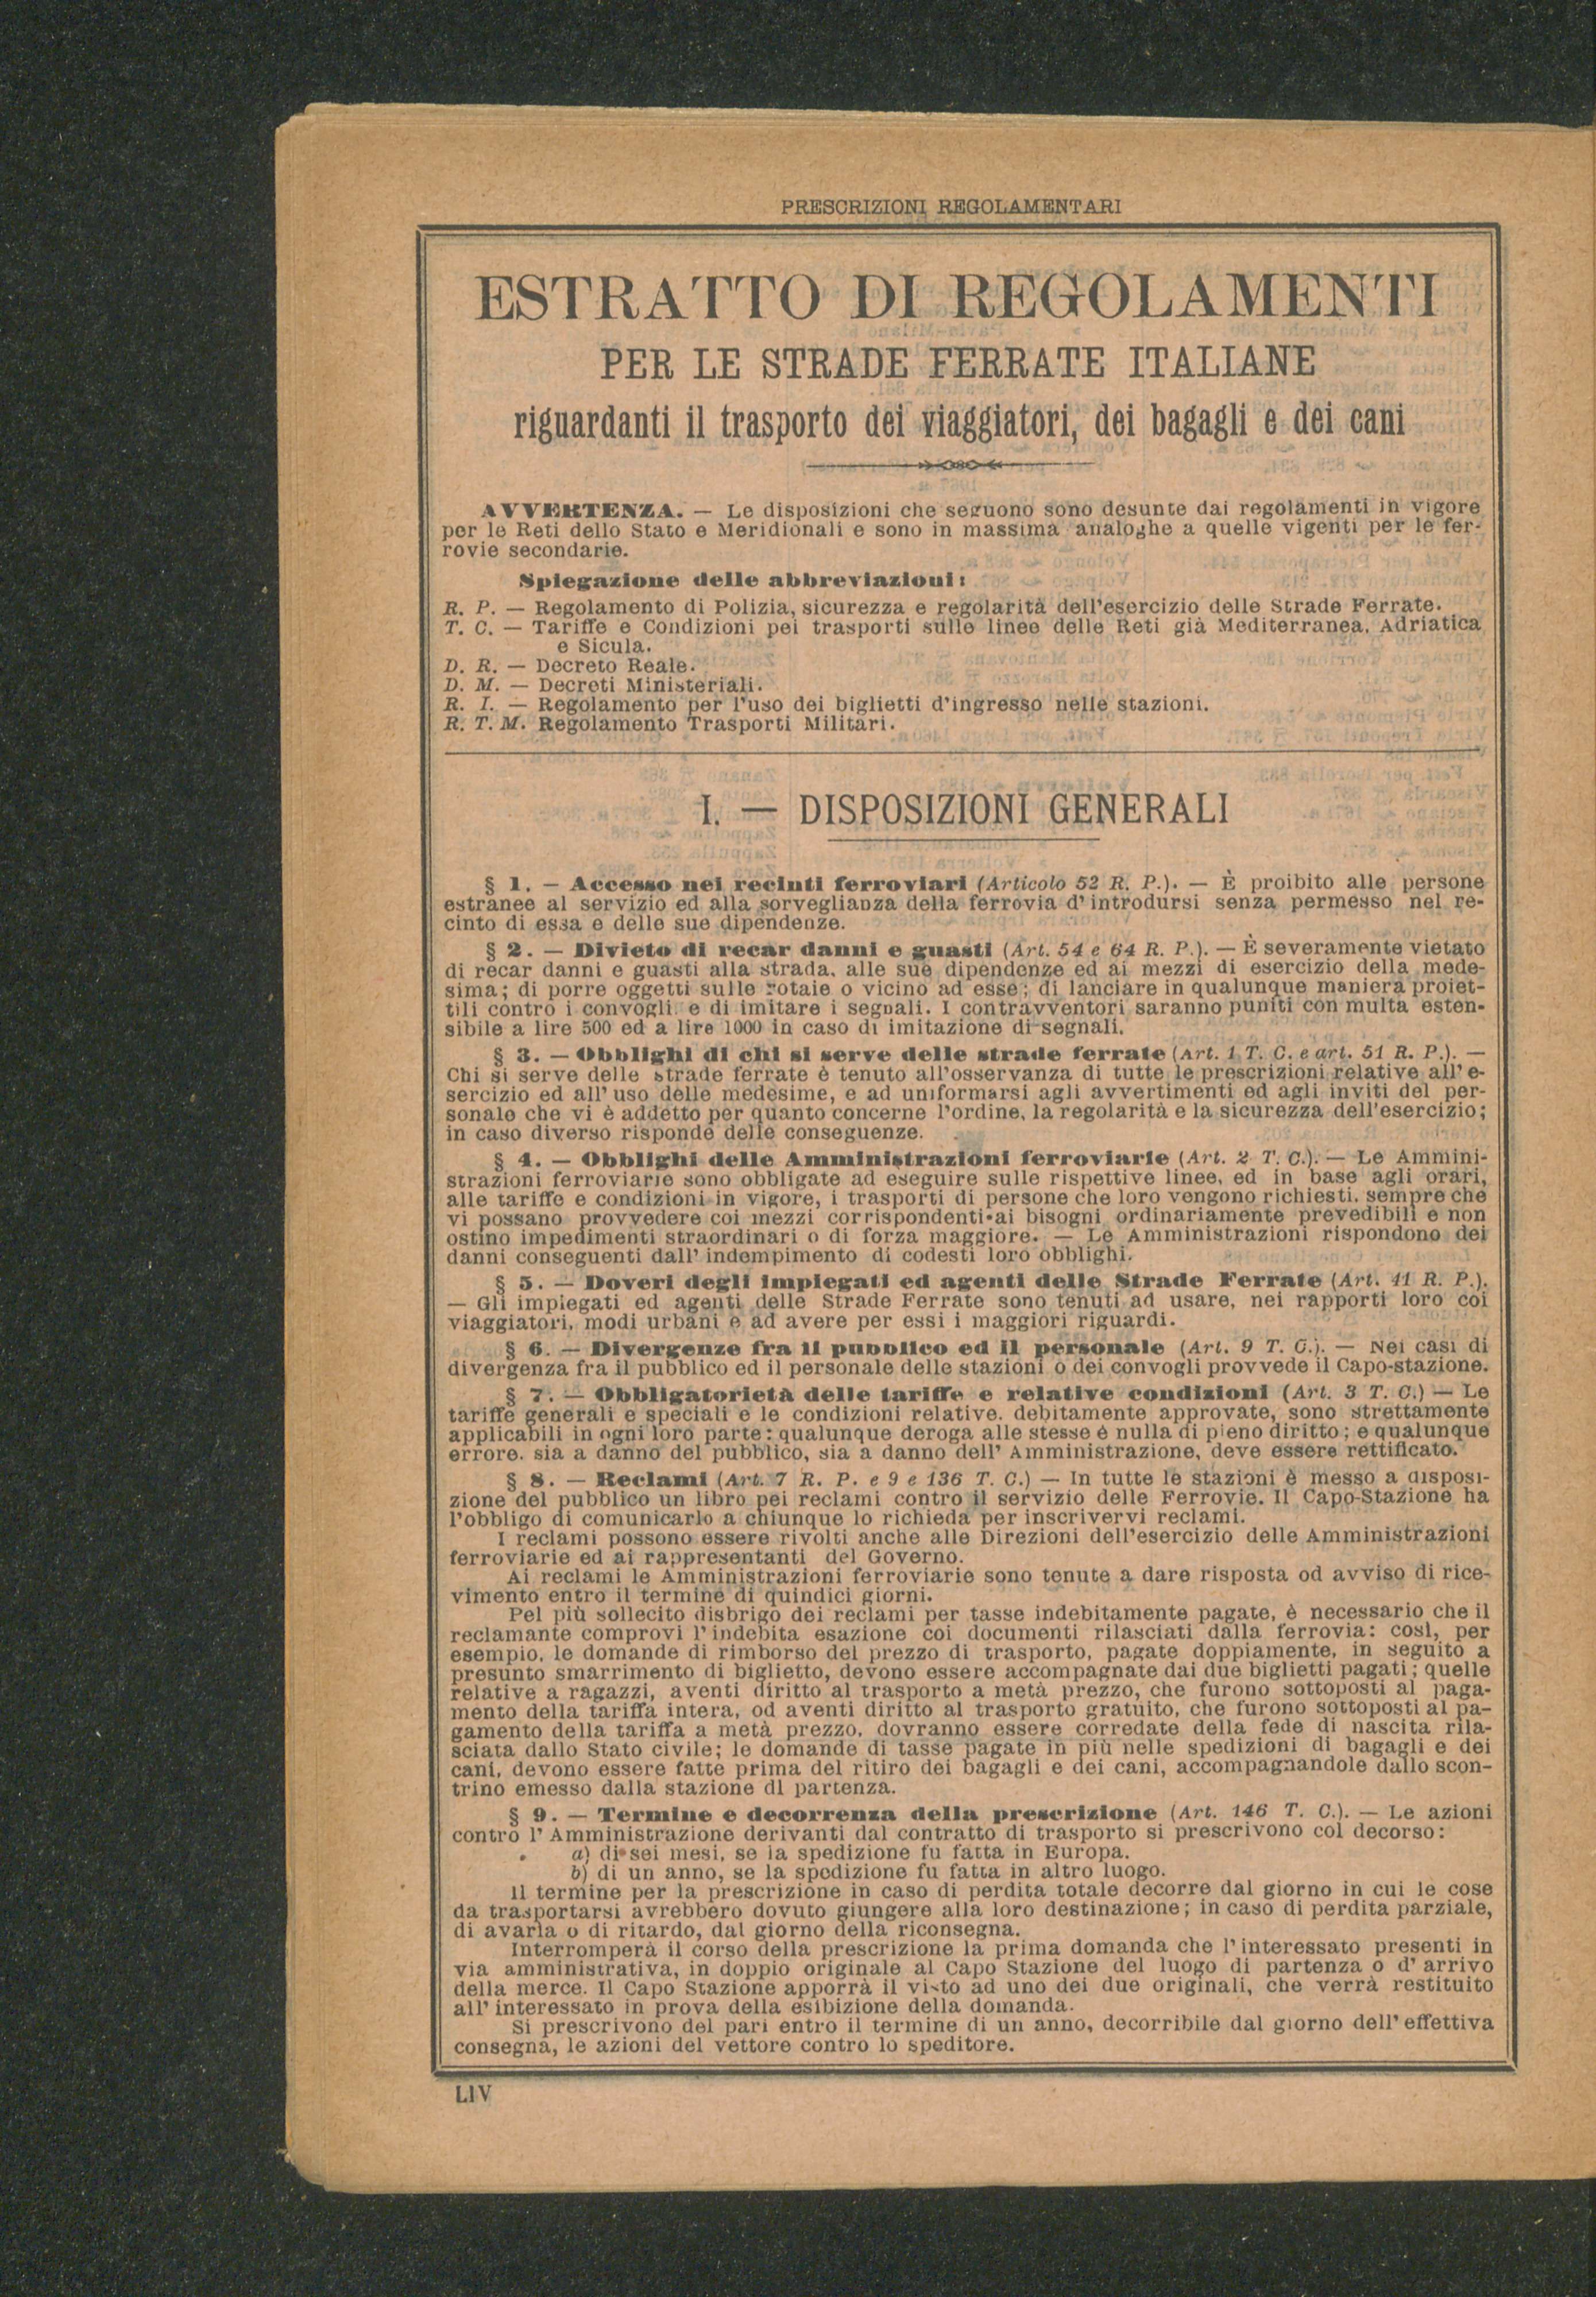 PRESCRIZIONI REGOLAMENTARI
ESTRATTO DI REGOLAMENTI
PER LE STRADE FERRATE ITALIANE
riguardanti il trasporto dei viaggiatori, dei bagagli e dei cani
AVVERTENZA. — Le disposizioni che seguono sono desunte dai regolamenti in vigore
per le Reti dello Stato e Meridionali e sono in massima analoghe a quelle vigenti per le fer-
rovie secondarie.
Spiegazione delle abbreviazioni:
R. P. — Regolamento di Polizia, sicurezza e regolarità dell'esercizio delle Strade Ferrate.
T. C. — Tariffe e Condizioni pei trasporti sulle linee delle Reti già Mediterranea, Adriatica
e Sicula.
D. R. — Decreto Reale.
D. M. — Decreti Ministeriali.
R. I. — Regolamento per l'uso dei biglietti d'ingresso nelle stazioni.
R. T. M. Regolamento Trasporti Militari.
I. — DISPOSIZIONI GENERALI
§ 1. — Accesso nei recinti ferroviari (Articolo 52 R. P.). — È proibito alle persone
estranee al servizio ed alla sorveglianza della ferrovia d'introdursi senza permesso nel re-
cinto di essa e delle sue dipendenze.
§ 2. — Divieto di recar danni e guasti (Art. 54 e 64 R. P.). — È severamente vietato
di recar danni e guasti alla strada, alle sue dipendenze ed ai mezzi di esercizio della mede-
sima; di porre oggetti sulle rotaie o vicino ad esse; di lanciare in qualunque maniera proiet-
tili contro i convogli e di imitare i segnali. I contravventori saranno puniti con multa esten-
sibile a lire 500 ed a lire 1000 in caso di imitazione di segnali.
§ 3. — Obblighi di chi si serve delle strade ferrate (Art. 1 T. C. e art. 51 R. P.). —
Chi si serve delle strade ferrate è tenuto all'osservanza di tutte le prescrizioni relative all'e-
sercizio ed all'uso delle medesime, e ad uniformarsi agli avvertimenti ed agli inviti del per-
sonale che vi è addetto per quanto concerne l'ordine, la regolarità e la sicurezza dell'esercizio;
in caso diverso risponde delle conseguenze.
§ 4. — Obblighi delle Amministrazioni ferroviarie (Art. 2 T. C.). — Le Ammini-
strazioni ferroviarie sono obbligate ad eseguire sulle rispettive linee, ed in base agli orari,
alle tariffe e condizioni in vigore, i trasporti di persone che loro vengono richiesti, sempre che
vi possano provvedere coi mezzi corrispondenti ai bisogni ordinariamente prevedibili e non
ostino impedimenti straordinari o di forza maggiore. — Le Amministrazioni rispondono dei
danni conseguenti dall'indempimento di codesti loro obblighi.
§ 5. — Doveri degli impiegati ed agenti delle Strade Ferrate (Art. 11 R. P.).
— Gli impiegati ed agenti delle Strade Ferrate sono tenuti ad usare, nei rapporti loro coi
viaggiatori, modi urbani e ad avere per essi i maggiori riguardi.
§ 6. — Divergenze fra il pubblico ed il personale (Art. 9 T. C.). — Nei casi di
divergenza fra il pubblico ed il personale delle stazioni o dei convogli provvede il Capo-stazione.
§ 7. — Obbligatorietà delle tariffe e relative condizioni (Art. 3 T. C.) — Le
tariffe generali e speciali e le condizioni relative, debitamente approvate, sono strettamente
applicabili in ogni loro parte: qualunque deroga alle stesse è nulla di pieno diritto; e qualunque
errore, sia a danno del pubblico, sia a danno dell'Amministrazione, deve essere rettificato.
§ 8. — Reclami (Art. 7 R. P. e 9 e 136 T. C.) — In tutte le stazioni è messo a disposi-
zione del pubblico un libro pei reclami contro il servizio delle Ferrovie. Il Capo-Stazione ha
l'obbligo di comunicarlo a chiunque lo richieda per inscrivervi reclami.
I reclami possono essere rivolti anche alle Direzioni dell'esercizio delle Amministrazioni
ferroviarie ed ai rappresentanti del Governo.
Ai reclami le Amministrazioni ferroviarie sono tenute a dare risposta od avviso di rice-
vimento entro il termine di quindici giorni.
Pel più sollecito disbrigo dei reclami per tasse indebitamente pagate, è necessario che il
reclamante comprovi l'indebita esazione coi documenti rilasciati dalla ferrovia: così, per
esempio, le domande di rimborso del prezzo di trasporto, pagate doppiamente, in seguito a
presunto smarrimento di biglietto, devono essere accompagnate dai due biglietti pagati; quelle
relative a ragazzi, aventi diritto al trasporto a metà prezzo, che furono sottoposti al paga-
mento della tariffa intera, od aventi diritto al trasporto gratuito, che furono sottoposti al pa-
gamento della tariffa a metà prezzo, dovranno essere corredate della fede di nascita rila-
sciata dallo Stato civile; le domande di tasse pagate in più nelle spedizioni di bagagli e dei
cani, devono essere fatte prima del ritiro dei bagagli e dei cani, accompagnandole dallo scon-
trino emesso dalla stazione di partenza.
§ 9. — Termine e decorrenza della prescrizione (Art. 146 T. C.). — Le azioni
contro l'Amministrazione derivanti dal contratto di trasporto si prescrivono col decorso:
a) di sei mesi, se la spedizione fu fatta in Europa.
b) di un anno, se la spedizione fu fatta in altro luogo.
Il termine per la prescrizione in caso di perdita totale decorre dal giorno in cui le cose
da trasportarsi avrebbero dovuto giungere alla loro destinazione; in caso di perdita parziale,
di avaria o di ritardo, dal giorno della riconsegna.
Interromperà il corso della prescrizione la prima domanda che l'interessato presenti in
via amministrativa, in doppio originale al Capo Stazione del luogo di partenza o d'arrivo
della merce. Il Capo Stazione apporrà il visto ad uno dei due originali, che verrà restituito
all'interessato in prova della esibizione della domanda.
Si prescrivono del pari entro il termine di un anno, decorribile dal giorno dell'effettiva
consegna, le azioni del vettore contro lo speditore.
LIV